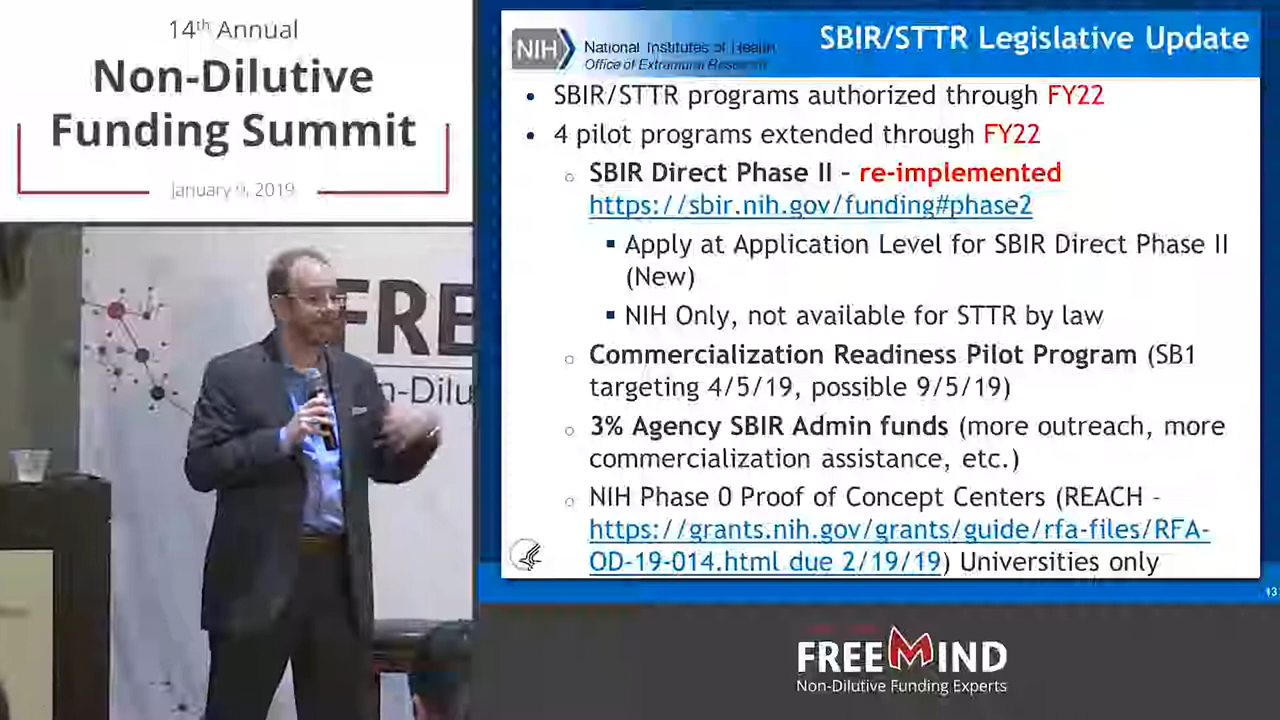 14th Annual
Non-Dilutive
Funding Summit
January 9, 2019
FRE
n-Dilu
NIH
National Institutes of Health
Office of Extramural Research
SBIR/STTR Legislative Update
• SBIR/STTR programs authorized through FY22
• 4 pilot programs extended through FY22
○ SBIR Direct Phase II – re-implemented
https://sbir.nih.gov/funding#phase2
▪ Apply at Application Level for SBIR Direct Phase II
(New)
▪ NIH Only, not available for STTR by law
○ Commercialization Readiness Pilot Program (SB1
targeting 4/5/19, possible 9/5/19)
○ 3% Agency SBIR Admin funds (more outreach, more
commercialization assistance, etc.)
○ NIH Phase 0 Proof of Concept Centers (REACH –
https://grants.nih.gov/grants/guide/rfa-files/RFA-
OD-19-014.html due 2/19/19) Universities only
FREEMIND
Non-Dilutive Funding Experts